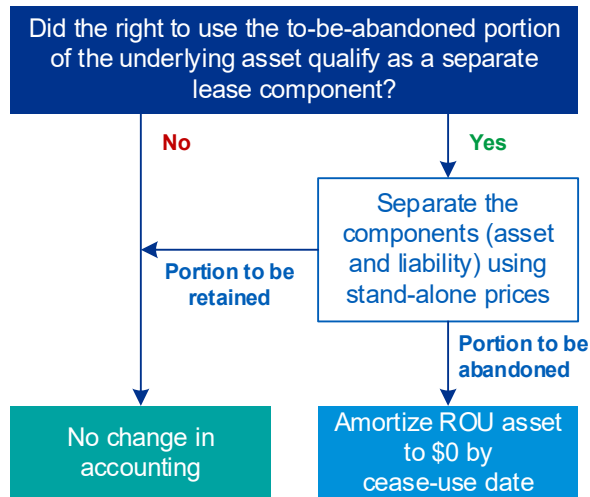 Did the right to use the to-be-abandoned portion
of the underlying asset qualify as a separate
lease component?
No
Yes
Separate the
components (asset
and liability) using
stand-alone prices
Portion to be
retained
Portion to be
abandoned
No change in
accounting
Amortize ROU asset
to $0 by
cease-use date